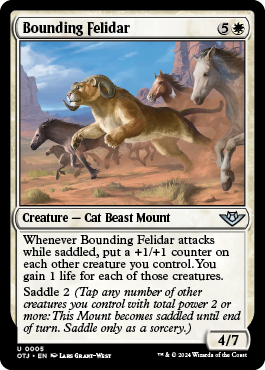 Bounding Felidar 5
Creature — Cat Beast Mount
Whenever Bounding Felidar attacks
while saddled, put a +1/+1 counter on
each other creature you control. You
gain 1 life for each of those creatures.
Saddle 2 (Tap any number of other
creatures you control with total power 2 or
more: This Mount becomes saddled until end
of turn. Saddle only as a sorcery.)
4/7
U 0005
OTJ • EN Lars Grant-West
™ & © 2024 Wizards of the Coast